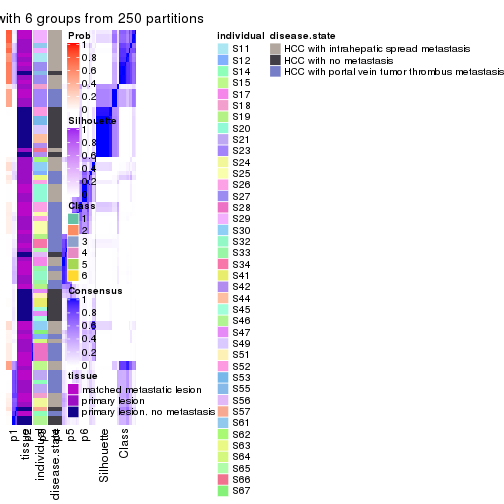 with 6 groups from 250 partitions
Prob
1
0.8
0.6
0.4
0.2
0
Silhouette
1
0.8
0.6
0.4
0.2
Class
1
2
3
4
5
6
Consensus
1
0.8
0.6
0.4
0.2
0
tissue
matched metastatic lesion
primary lesion
primary lesion. no metastasis
individual
S11
S12
S14
S15
S17
S18
S19
S20
S21
S23
S24
S25
S26
S27
S28
S29
S30
S32
S33
S34
S41
S42
S44
S45
S46
S47
S49
S51
S52
S53
S55
S56
S57
S61
S62
S63
S64
S65
S66
S67
disease.state
HCC with intrahepatic spread metastasis
HCC with no metastasis
HCC with portal vein tumor thrombus metastasis
p1
tissue
individual
disease.state
p5
p6
Silhouette
Class